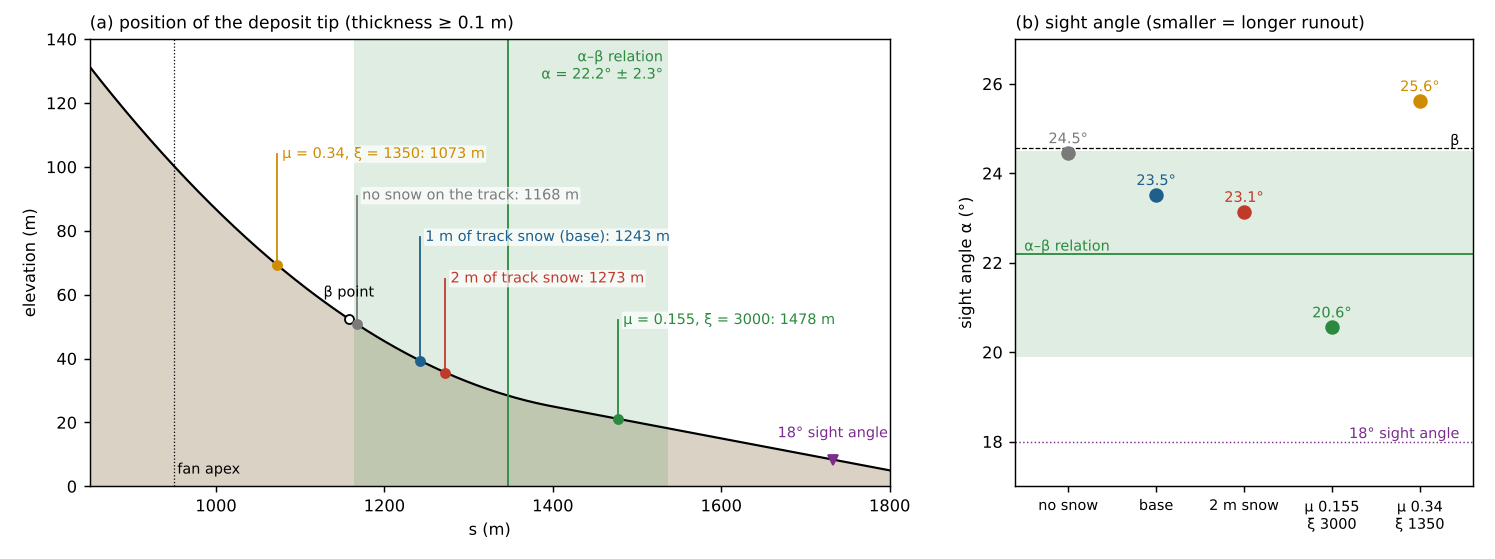 (a) position of the deposit tip (thickness ≥ 0.1 m)
140
120
100
80
60
40
20
0
elevation (m)
α–β relation
α = 22.2° ± 2.3°
μ = 0.34, ξ = 1350: 1073 m
no snow on the track: 1168 m
1 m of track snow (base): 1243 m
2 m of track snow: 1273 m
β point
μ = 0.155, ξ = 3000: 1478 m
18° sight angle
fan apex
1000
1200
1400
1600
1800
s (m)
(b) sight angle (smaller = longer runout)
26
24
22
20
18
sight angle α (°)
25.6°
24.5°
β
23.5°
23.1°
α–β relation
20.6°
18° sight angle
no snow
base
2 m snow
μ 0.155
ξ 3000
μ 0.34
ξ 1350